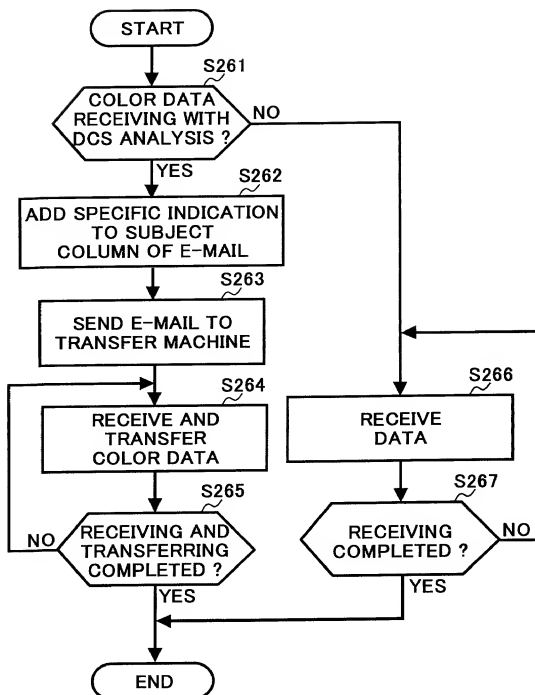 START
S261
COLOR DATA
RECEIVING WITH
DCS ANALYSIS ?
NO
YES
S262
ADD SPECIFIC INDICATION
TO SUBJECT
COLUMN OF E-MAIL
S263
SEND E-MAIL TO
TRANSFER MACHINE
S264
RECEIVE AND
TRANSFER
COLOR DATA
S265
RECEIVING AND
TRANSFERRING
COMPLETED ?
NO
YES
S266
RECEIVE
DATA
S267
RECEIVING
COMPLETED ?
NO
YES
END